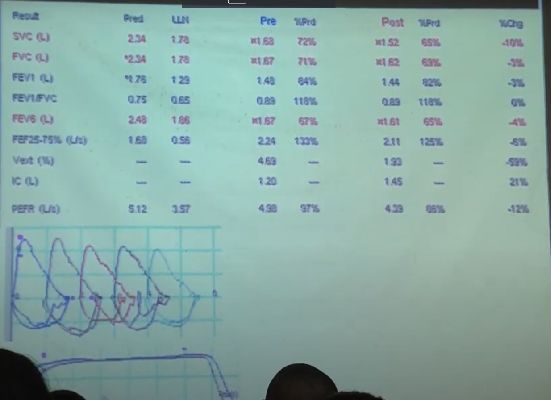 Result Pred LLN Pre %Prd Post %Prd %Chg
SVC (L) 2.34 1.78 *1.68 72% *1.52 65% -10%
FVC (L) *2.34 1.78 *1.67 71% *1.62 69% -3%
FEV1 (L) *1.76 1.29 1.48 84% 1.44 82% -3%
FEV1/FVC 0.75 0.65 0.89 118% 0.89 118% 0%
FEV6 (L) 2.48 1.86 *1.67 67% *1.61 65% -4%
FEF25-75% (L/s) 1.68 0.56 2.24 133% 2.11 125% -6%
Vext (%) — — 4.69 — 1.93 — -59%
IC (L) — — 1.20 — 1.45 — 21%
PEFR (L/s) 5.12 3.57 4.98 97% 4.39 86% -12%